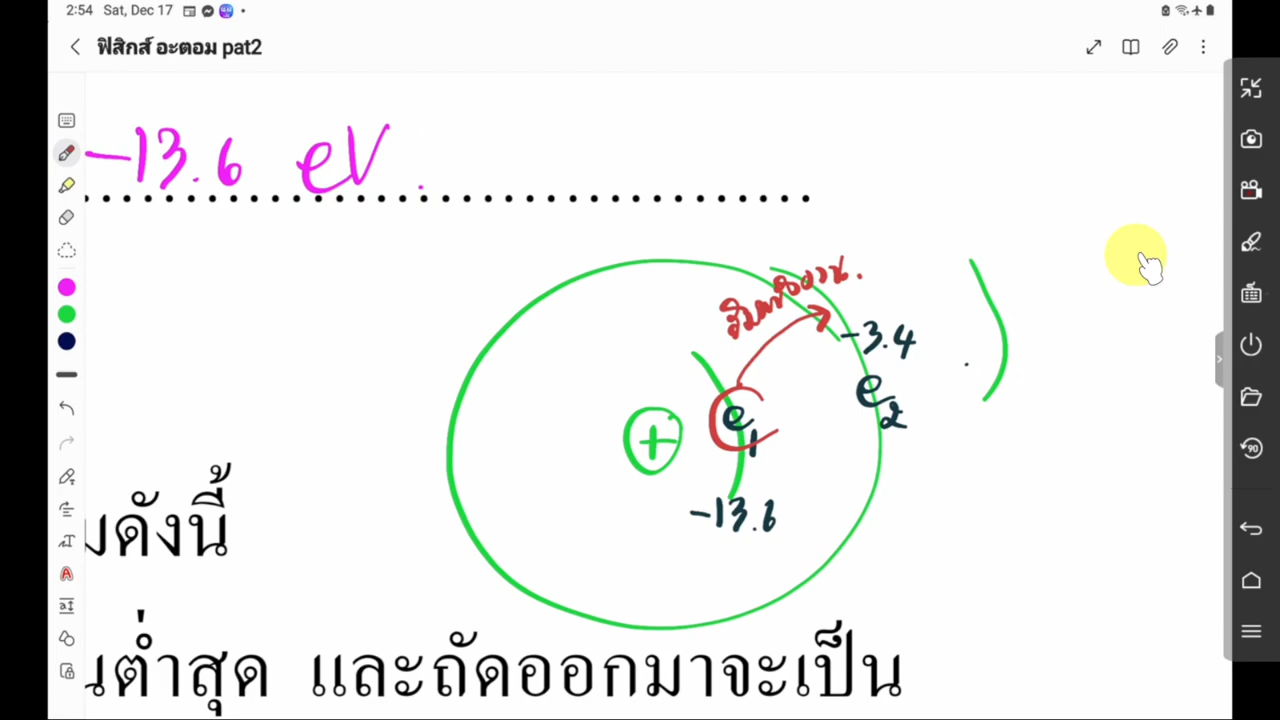 2:54 Sat, Dec 17
ฟิสิกส์ อะตอม pat2
-13.6 eV
-3.4
e2
e1
+
-13.6
มดังนี้
นต่ำสุด และถัดออกมาจะเป็น
90